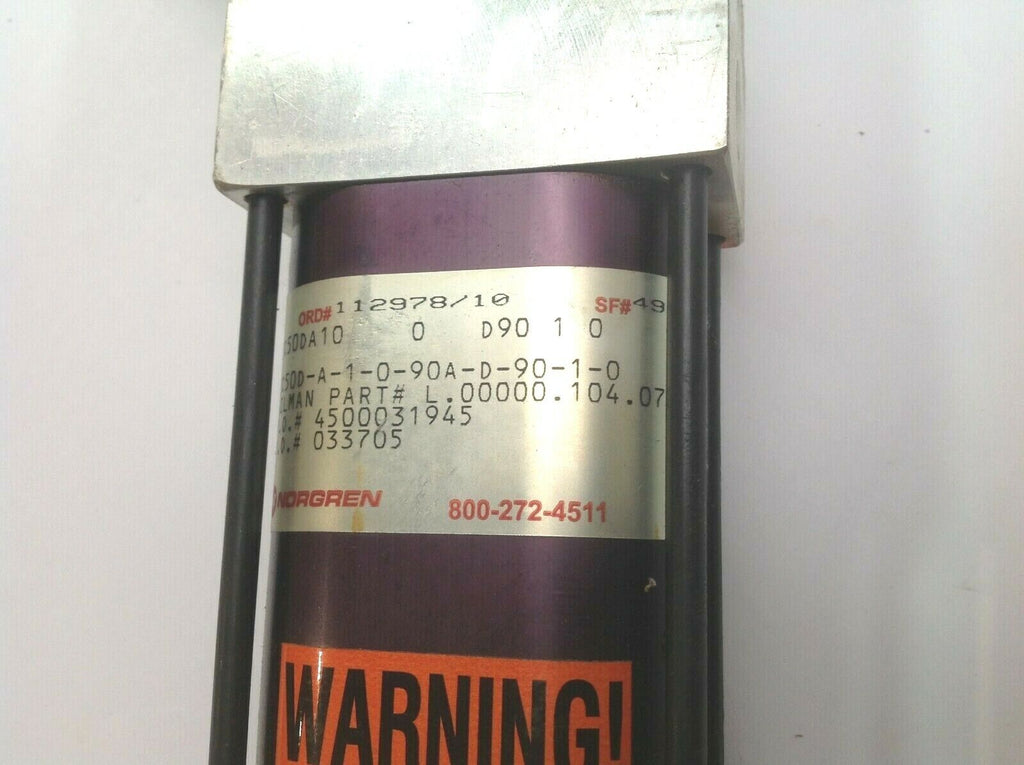 ORD# 112978/10 SF# 49
50DA10 0 D90 1 0
50D-A-1-0-90A-D-90-1-0
LMAN PART# L.00000.104.07
.O.# 4500031945
.O.# 033705
NORGREN 800-272-4511
WARNING!